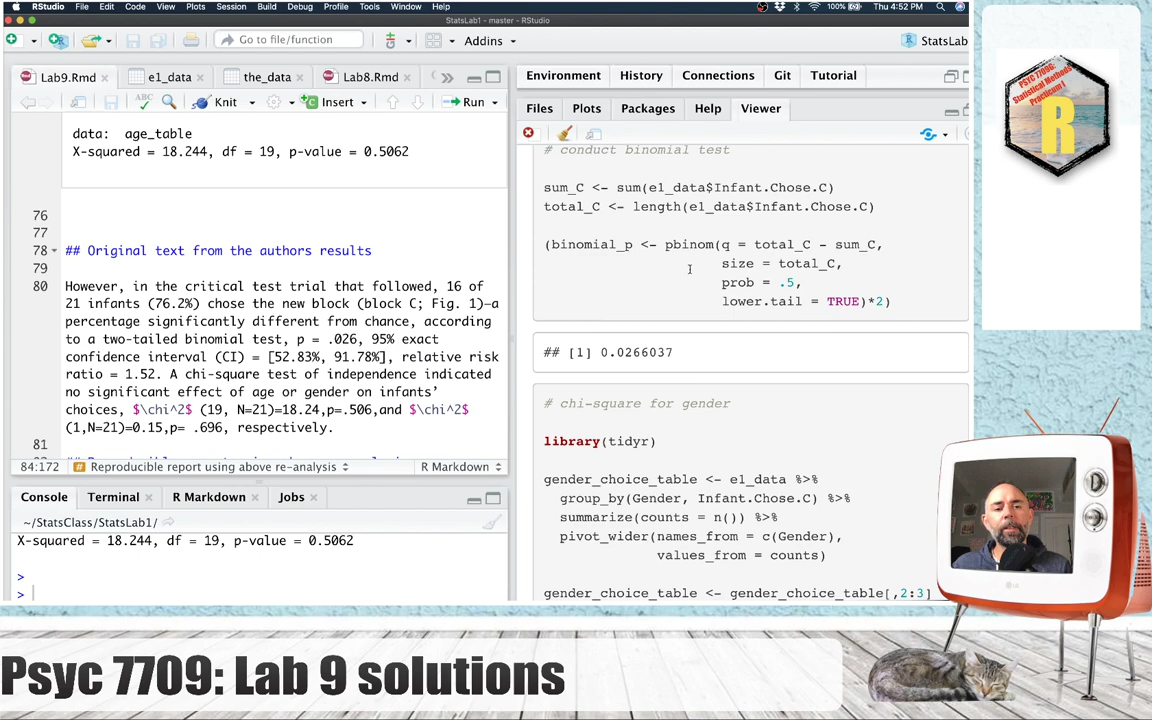 RStudio File Edit Code View Plots Session Build Debug Profile Tools Window Help 100% Thu 4:52 PM
StatsLab1 - master - RStudio
Go to file/function Addins StatsLab
Lab9.Rmd e1_data the_data Lab8.Rmd
ABC Knit Insert Run
data: age_table
X-squared = 18.244, df = 19, p-value = 0.5062
76
77
78 ## Original text from the authors results
79
80 However, in the critical test trial that followed, 16 of
21 infants (76.2%) chose the new block (block C; Fig. 1)—a
percentage significantly different from chance, according
to a two-tailed binomial test, p = .026, 95% exact
confidence interval (CI) = [52.83%, 91.78%], relative risk
ratio = 1.52. A chi-square test of independence indicated
no significant effect of age or gender on infants’
choices, $\chi^2$ (19, N=21)=18.24,p=.506,and $\chi^2$
(1,N=21)=0.15,p= .696, respectively.
81
84:172 # Reproducible report using above re-analysis R Markdown
Console Terminal R Markdown Jobs
~/StatsClass/StatsLab1/
X-squared = 18.244, df = 19, p-value = 0.5062
>
>
Environment History Connections Git Tutorial
Files Plots Packages Help Viewer
# conduct binomial test
sum_C <- sum(e1_data$Infant.Chose.C)
total_C <- length(e1_data$Infant.Chose.C)
(binomial_p <- pbinom(q = total_C - sum_C,
size = total_C,
prob = .5,
lower.tail = TRUE)*2)
## [1] 0.0266037
# chi-square for gender
library(tidyr)
gender_choice_table <- e1_data %>%
group_by(Gender, Infant.Chose.C) %>%
summarize(counts = n()) %>%
pivot_wider(names_from = c(Gender),
values_from = counts)
gender_choice_table <- gender_choice_table[,2:3]
PSYC 7709:
Statistical Methods
Practicum I
R
LG
Psyc 7709: Lab 9 solutions